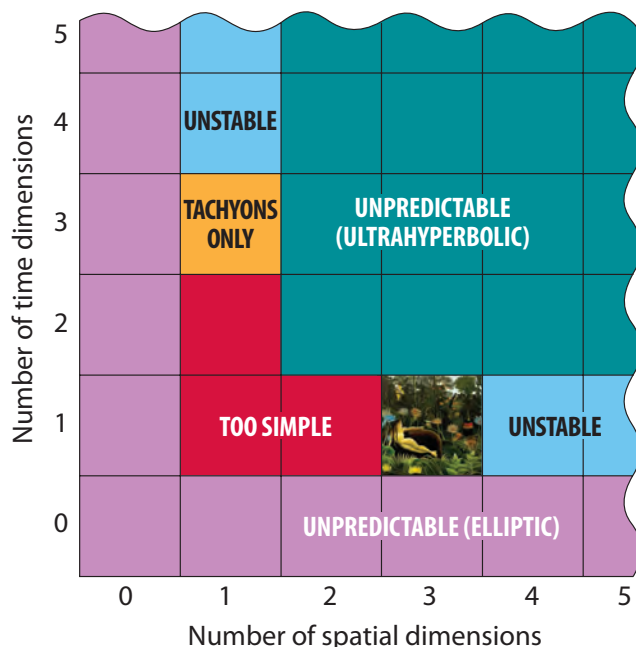 5
4
3
2
1
0
Number of time dimensions
UNSTABLE
TACHYONS
ONLY
UNPREDICTABLE
(ULTRAHYPERBOLIC)
TOO SIMPLE
UNSTABLE
UNPREDICTABLE (ELLIPTIC)
0 1 2 3 4 5
Number of spatial dimensions